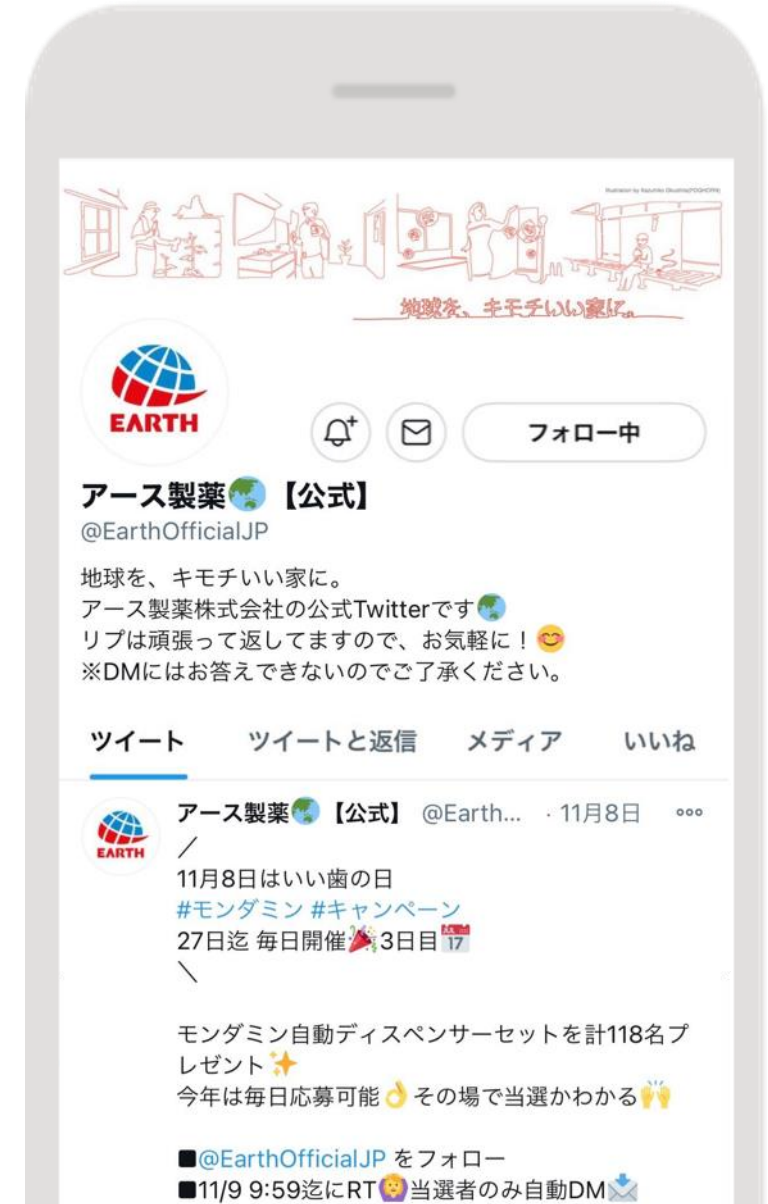 Illustration by Kazuhiko Okushita(YOGHOFFA)
地球を、キモチいい家に。
EARTH
フォロー中
アース製薬🌏【公式】
@EarthOfficialJP
地球を、キモチいい家に。
アース製薬株式会社の公式Twitterです🌏
リプは頑張って返してますので、お気軽に！😊
※DMにはお答えできないのでご了承ください。
ツイート ツイートと返信 メディア いいね
EARTH
アース製薬🌏【公式】 @Earth... · 11月8日
／
11月8日はいい歯の日
#モンダミン #キャンペーン
27日迄 毎日開催🎉3日目📅
＼
モンダミン自動ディスペンサーセットを計118名プ
レゼント✨
今年は毎日応募可能👌その場で当選かわかる🙌
■@EarthOfficialJP をフォロー
■11/9 9:59迄にRT🙆当選者のみ自動DM📩